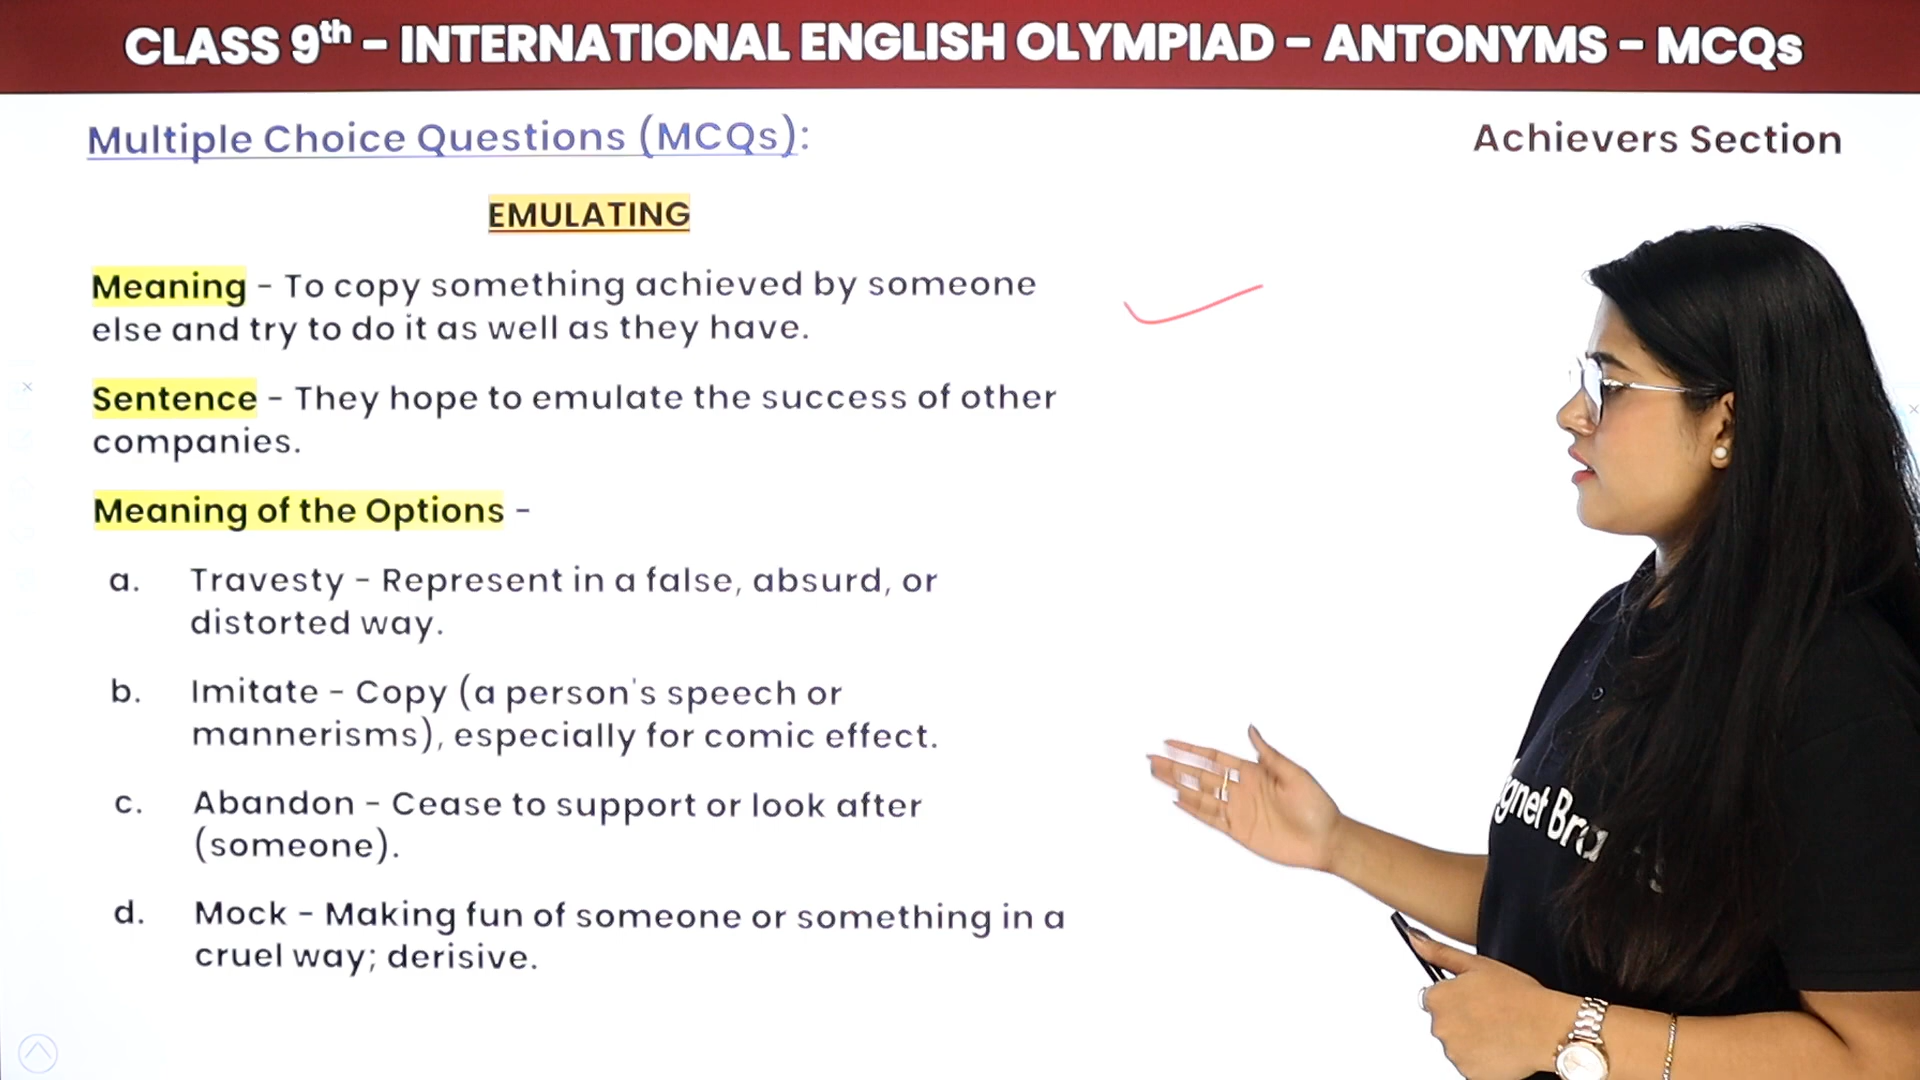 CLASS 9th - INTERNATIONAL ENGLISH OLYMPIAD - ANTONYMS - MCQs
Multiple Choice Questions (MCQs):
Achievers Section
EMULATING
Meaning - To copy something achieved by someone
else and try to do it as well as they have.
Sentence - They hope to emulate the success of other
companies.
Meaning of the Options -
a. Travesty - Represent in a false, absurd, or
distorted way.
b. Imitate - Copy (a person's speech or
mannerisms), especially for comic effect.
c. Abandon - Cease to support or look after
(someone).
d. Mock - Making fun of someone or something in a
cruel way; derisive.